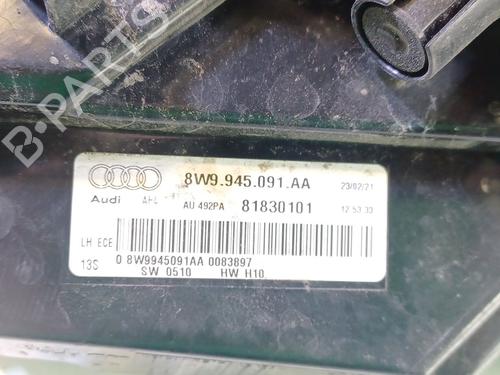 B-PARTS
8W9.945.091.AA
23/02/21
Audi
AU 492PA
81830101
12:53:33
LH ECE
13S
0 8W9945091AA 0083897
SW 0510 HW H10